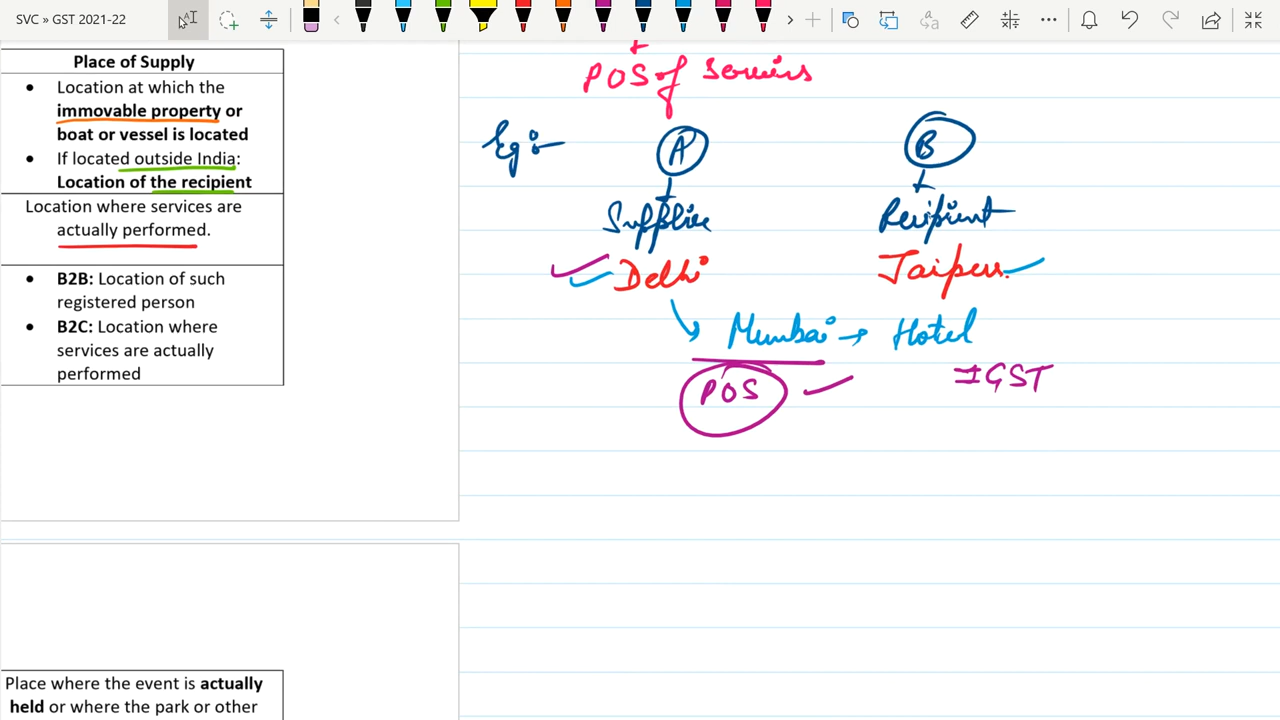 SVC » GST 2021-22
Place of Supply
• Location at which the
immovable property or
boat or vessel is located
• If located outside India:
Location of the recipient
Location where services are
actually performed.
• B2B: Location of such
registered person
• B2C: Location where
services are actually
performed
Place where the event is actually
held or where the park or other
POS of Services
Eg:-
A
B
Supplier
Recipient
Delhi
Jaipur.
Mumbai → Hotel
POS
IGST